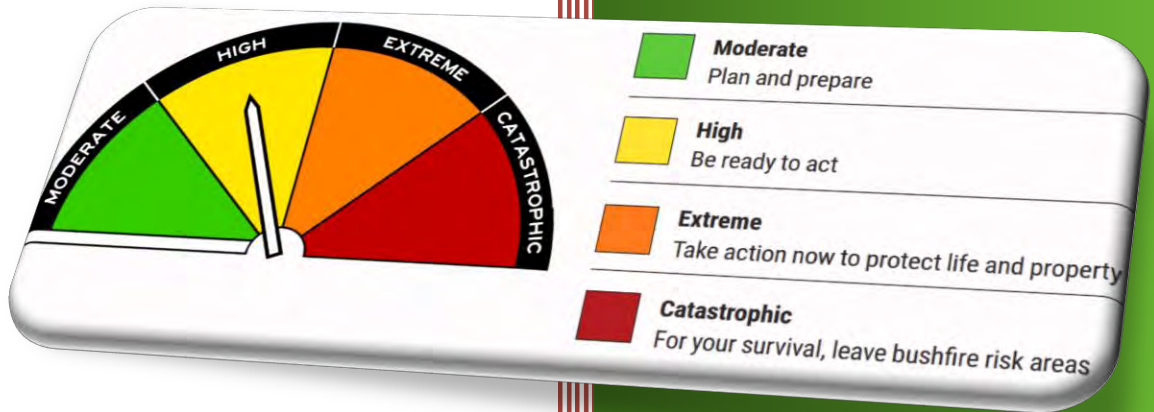 MODERATE
HIGH
EXTREME
CATASTROPHIC
Moderate
Plan and prepare
High
Be ready to act
Extreme
Take action now to protect life and property
Catastrophic
For your survival, leave bushfire risk areas